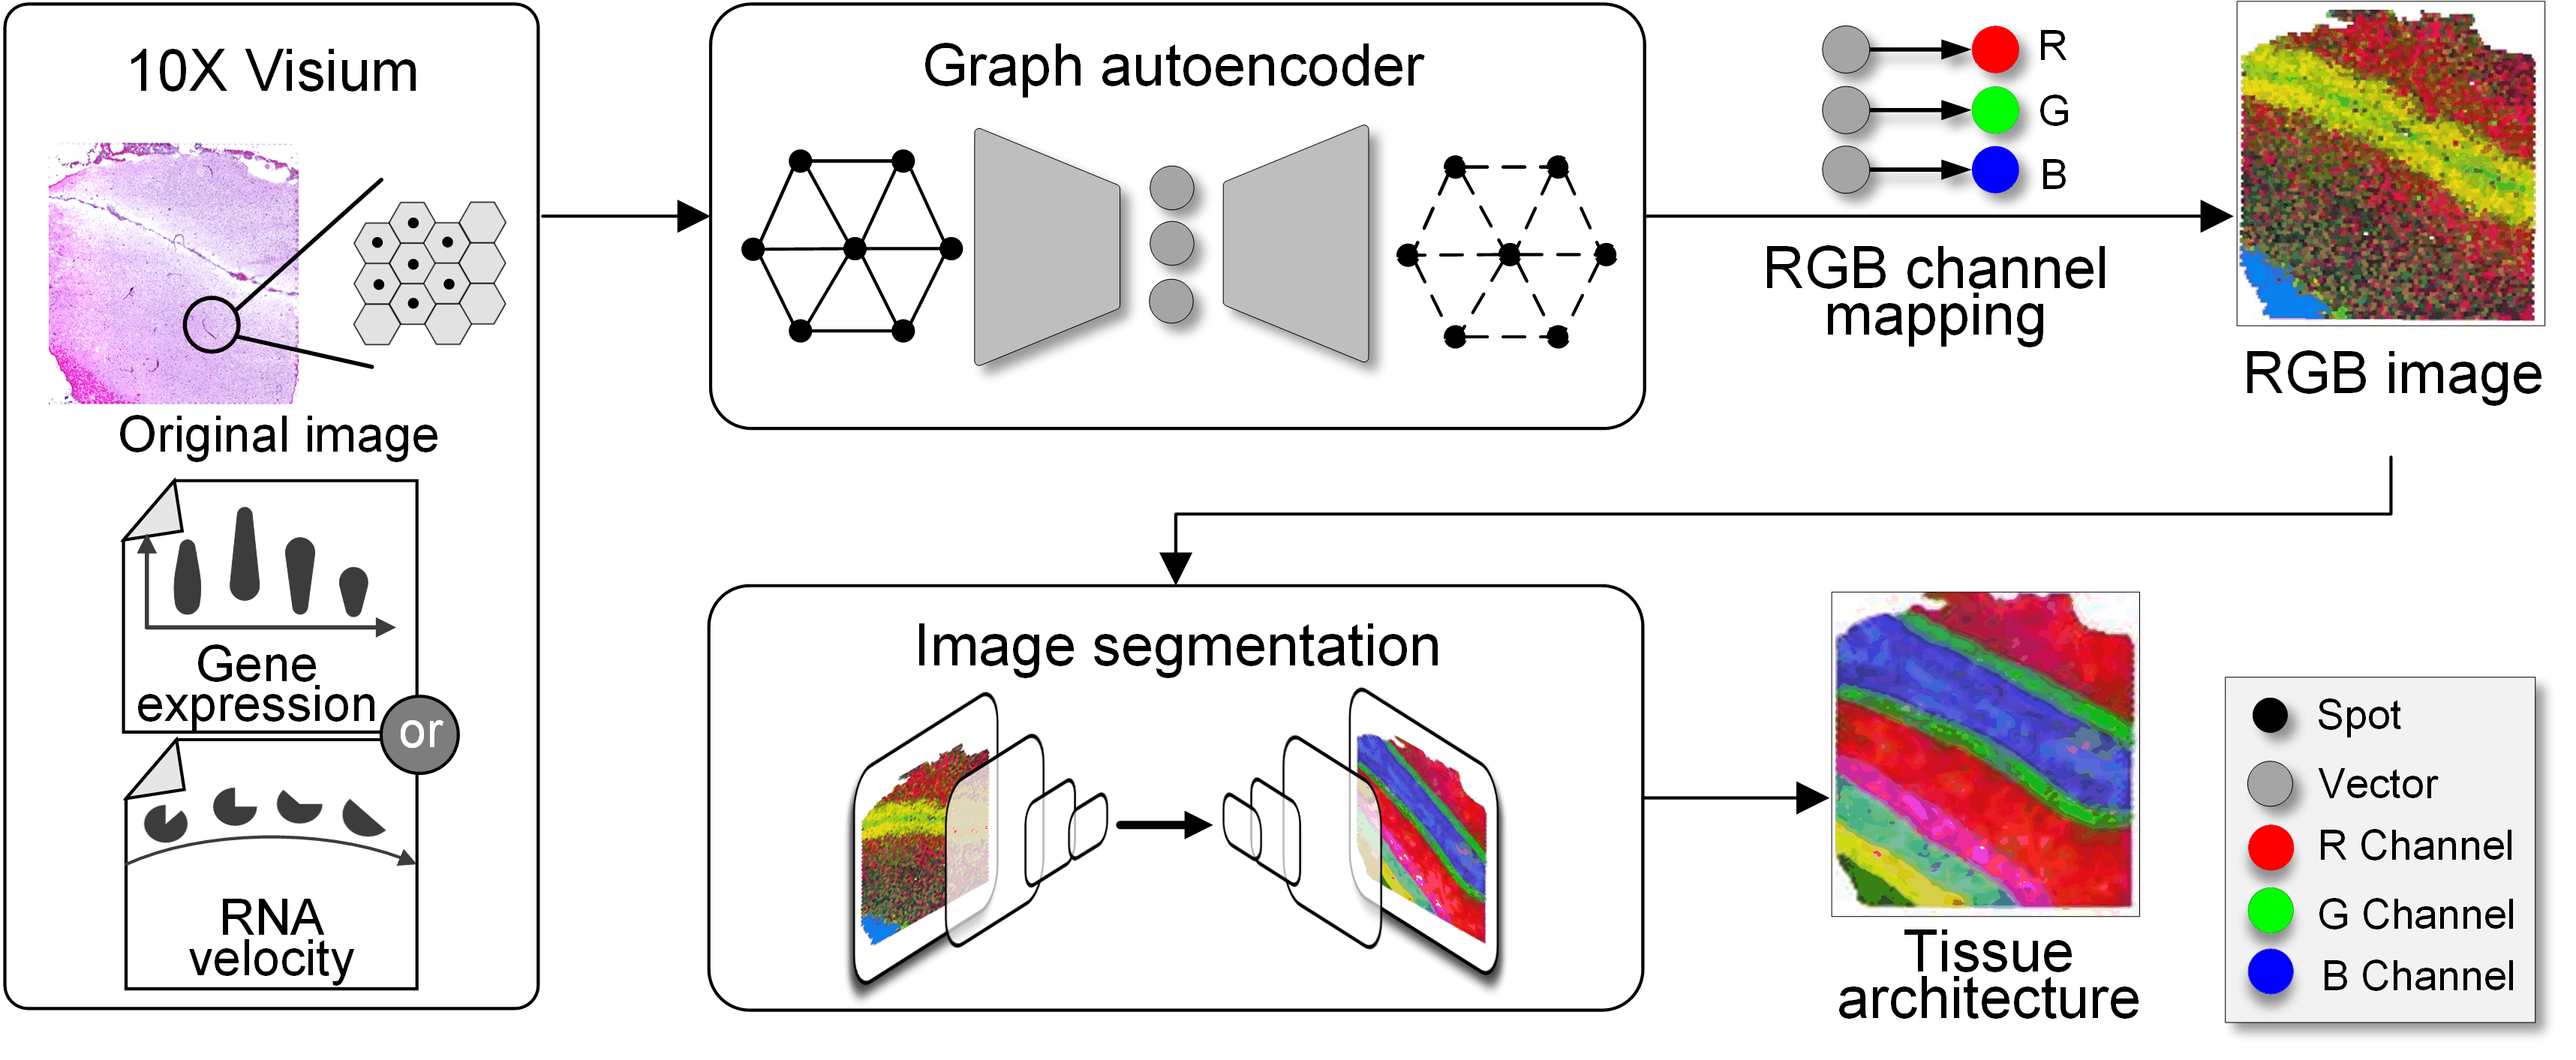 10X Visium
Original image
Gene
expression
or
RNA
velocity
Graph autoencoder
R
G
B
RGB channel
mapping
RGB image
Image segmentation
Tissue
architecture
Spot
Vector
R Channel
G Channel
B Channel